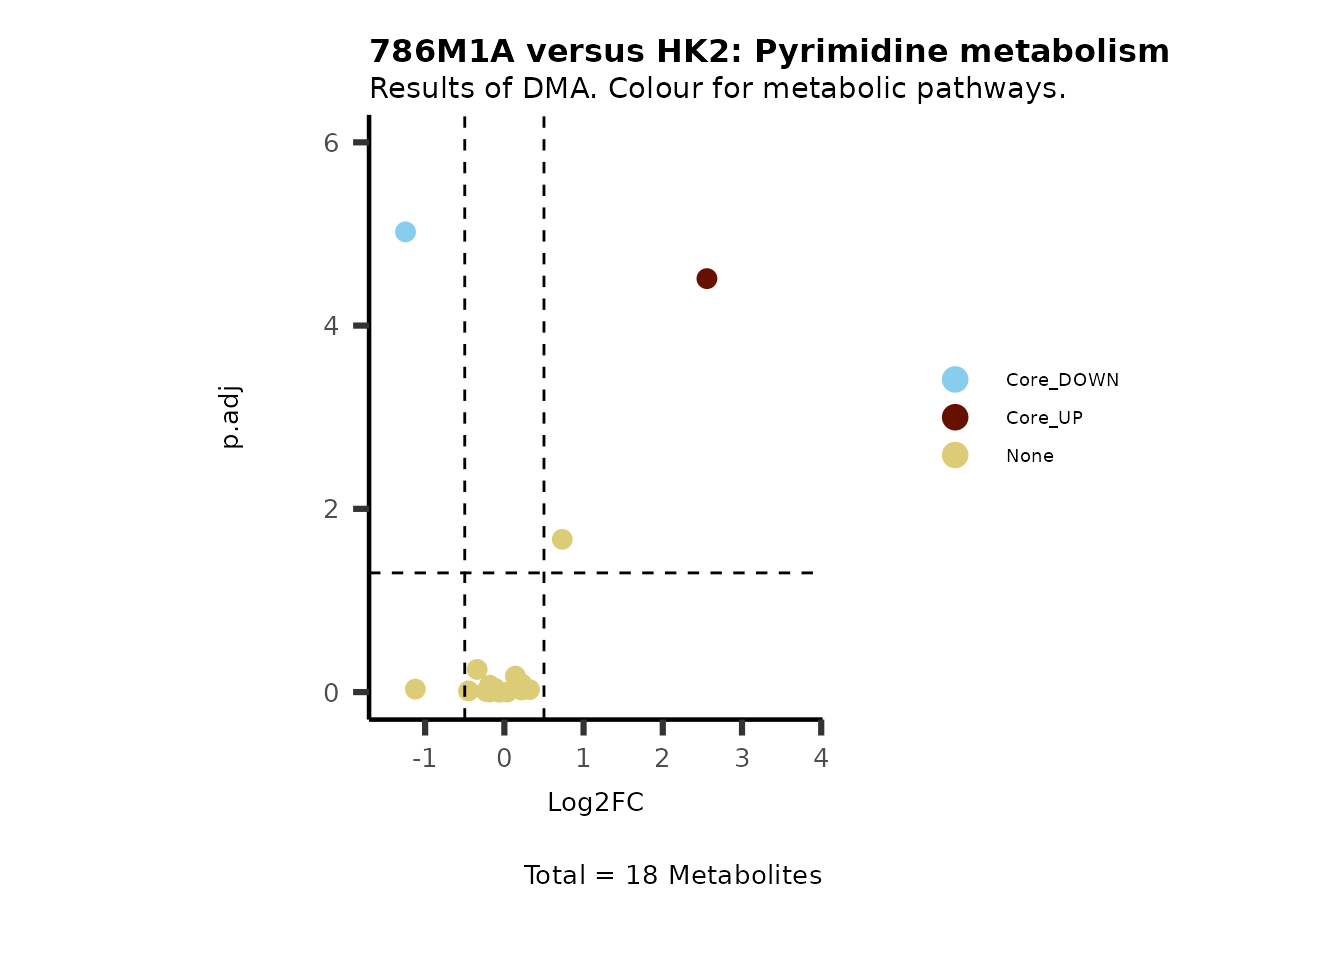 786M1A versus HK2: Pyrimidine metabolism
Results of DMA. Colour for metabolic pathways.
6
4
2
0
p.adj
-1 0 1 2 3 4
Log2FC
Core_DOWN
Core_UP
None
Total = 18 Metabolites